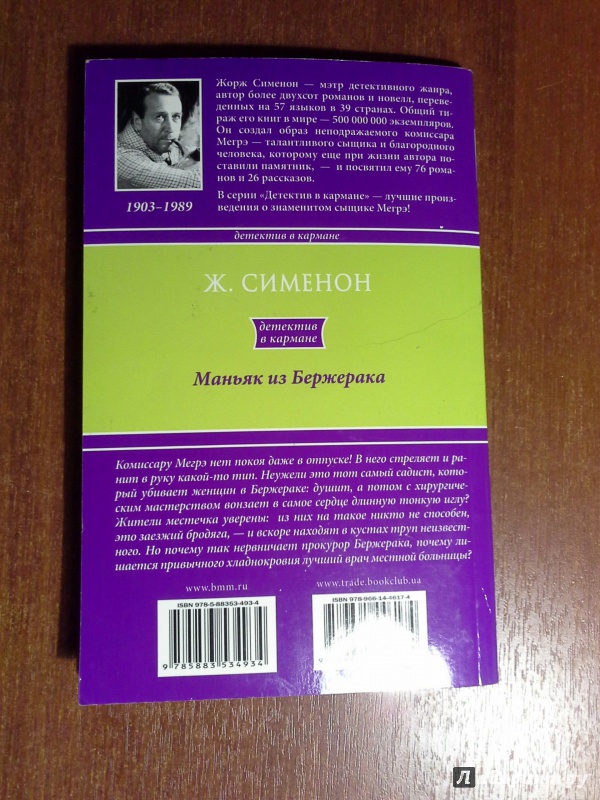 Жорж Сименон — мэтр детективного жанра,
автор более двухсот романов и новелл, переве-
денных на 57 языков в 39 странах. Общий ти-
раж его книг в мире — 500 000 000 экземпляров.
Он создал образ неподражаемого комиссара
Мегрэ — талантливого сыщика и благородного
человека, которому еще при жизни автора по-
ставили памятник, — и посвятил ему 76 рома-
нов и 26 рассказов.
В серии «Детектив в кармане» — лучшие произ-
ведения о знаменитом сыщике Мегрэ!
1903–1989
детектив в кармане
Ж. СИМЕНОН
детектив
в кармане
Маньяк из Бержерака
Комиссару Мегрэ нет покоя даже в отпуске! В него стреляет и ра-
нит в руку какой-то тип. Неужели это тот самый садист, кото-
рый убивает женщин в Бержераке: душит, а потом с хирургиче-
ским мастерством вонзает в самое сердце длинную тонкую иглу?
Жители местечка уверены: из них на такое никто не способен,
это заезжий бродяга, — и вскоре находят в кустах труп неизвест-
ного. Но почему так нервничает прокурор Бержерака, почему ли-
шается привычного хладнокровия лучший врач местной больницы?
www.bmm.ru
www.trade.bookclub.ua
ISBN 978-5-88353-493-4
ISBN 978-966-14-4617-4
9 785883 534934